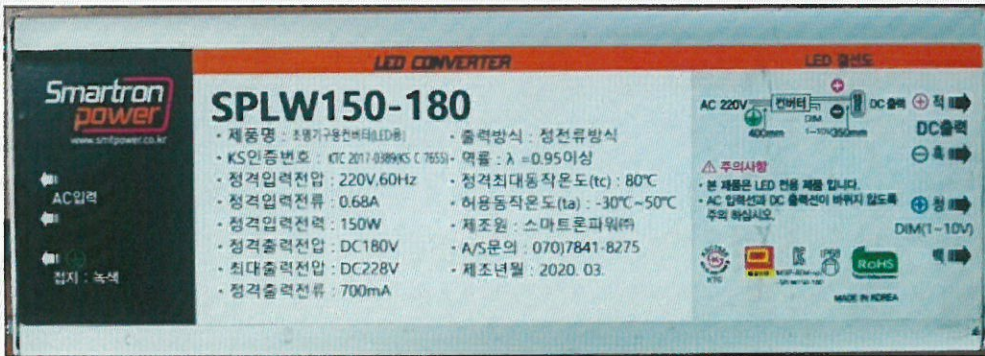 LED CONVERTER
LED 결선도
Smartron
power
www.smfpower.co.kr
AC입력
접지 : 녹색
SPLW150-180
· 제품명 : 조명기구용컨버터(LED용)
· KS인증번호 : KTC 2017-0389(KS C 7655)
· 정격입력전압 : 220V,60Hz
· 정격입력전류 : 0.68A
· 정격입력전력 : 150W
· 정격출력전압 : DC180V
· 최대출력전압 : DC228V
· 정격출력전류 : 700mA
· 출력방식 : 정전류방식
· 역률 : λ =0.95이상
· 정격최대동작온도(tc) : 80℃
· 허용동작온도(ta) : -30℃~50℃
· 제조원 : 스마트론파워㈜
· A/S문의 : 070)7841-8275
· 제조년월 : 2020. 03.
AC 220V 컨버터 DC 출력
DIM
400mm 1~10V 350mm
⊕ 적
DC출력
⊖ 흑
⊕ 청
DIM(1~10V)
백
⚠ 주의사항
· 본 제품은 LED 전용 제품 입니다.
· AC 입력선과 DC 출력선이 바뀌지 않도록
주의 하십시오.
KTC
RoHS
MADE IN KOREA